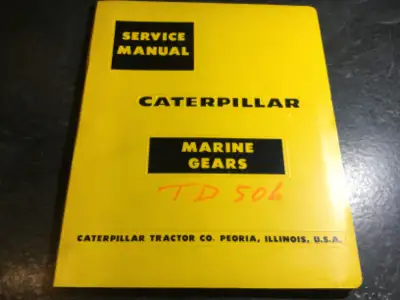 SERVICE
MANUAL
CATERPILLAR
MARINE
GEARS
TD 506
CATERPILLAR TRACTOR CO. PEORIA, ILLINOIS, U.S.A.